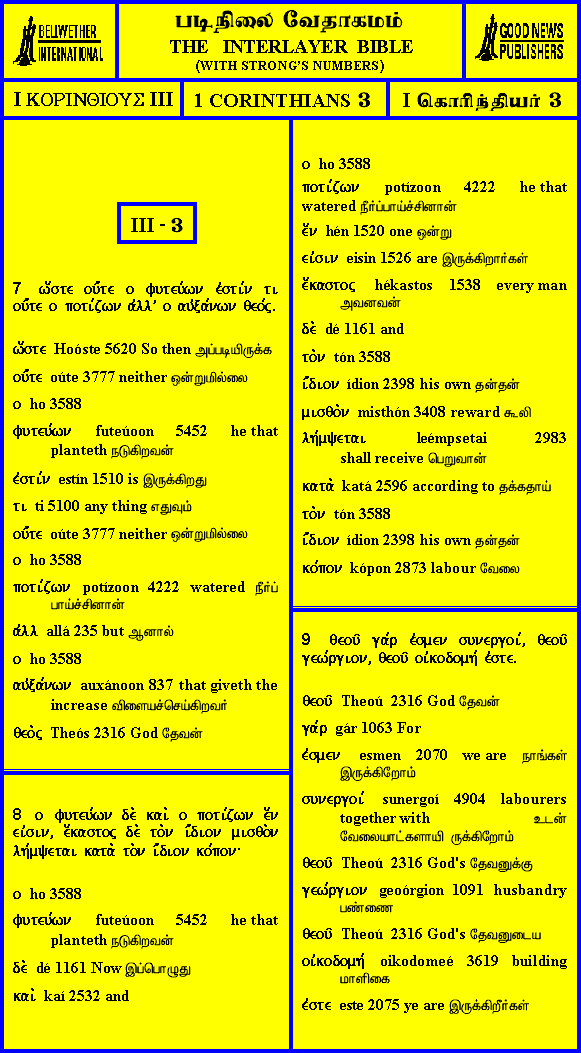 BELLWETHER
INTERNATIONAL
படிநிலை வேதாகமம்
THE INTERLAYER BIBLE
(WITH STRONG'S NUMBERS)
GOOD NEWS
PUBLISHERS
I ΚΟΡΙΝΘΙΟΥΣ III
1 CORINTHIANS 3
I கொரிந்தியர் 3
III - 3
7 ὥστε οὔτε ο φυτεύων ἐστίν τι
οὔτε ο ποτίζων ἀλλ' ο αὐξάνων θεός.
ὥστε Hoóste 5620 So then அப்படியிருக்க
οὔτε oúte 3777 neither ஒன்றுமில்லை
ο ho 3588
φυτεύων futeúoon 5452 he that
planteth நடுகிறவன்
ἐστίν estín 1510 is இருக்கிறது
τι ti 5100 any thing எதுவும்
οὔτε oúte 3777 neither ஒன்றுமில்லை
ο ho 3588
ποτίζων potízoon 4222 watered நீர்ப்
பாய்ச்சினான்
ἀλλ allá 235 but ஆனால்
ο ho 3588
αὐξάνων auxánoon 837 that giveth the
increase விளையச்செய்கிறவர்
θεὸς Theós 2316 God தேவன்
8 ο φυτεύων δὲ καὶ ο ποτίζων ἕν
εἰσιν, ἕκαστος δὲ τὸν ἴδιον μισθὸν
λήμψεται κατὰ τὸν ἴδιον κόπον·
ο ho 3588
φυτεύων futeúoon 5452 he that
planteth நடுகிறவன்
δὲ dé 1161 Now இப்பொழுது
καὶ kaí 2532 and
ο ho 3588
ποτίζων potízoon 4222 he that
watered நீர்ப்பாய்ச்சினான்
ἕν hén 1520 one ஒன்று
εἰσιν eisin 1526 are இருக்கிறார்கள்
ἕκαστος hékastos 1538 every man
அவனவன்
δὲ dé 1161 and
τὸν tón 3588
ἴδιον ídion 2398 his own தன்தன்
μισθὸν misthón 3408 reward கூலி
λήμψεται leémpsetai 2983
shall receive பெறுவான்
κατὰ katá 2596 according to தக்கதாய்
τὸν tón 3588
ἴδιον ídion 2398 his own தன்தன்
κόπον kópon 2873 labour வேலை
9 θεοῦ γάρ ἐσμεν συνεργοί, θεοῦ
γεώργιον, θεοῦ οἰκοδομή ἐστε.
θεοῦ Theoú 2316 God தேவன்
γάρ gár 1063 For
ἐσμεν esmen 2070 we are நாங்கள்
இருக்கிறோம்
συνεργοί sunergoí 4904 labourers
together with உடன்
வேலையாட்களாயி ருக்கிறோம்
θεοῦ Theoú 2316 God's தேவனுக்கு
γεώργιον geoórgion 1091 husbandry
பண்ணை
θεοῦ Theoú 2316 God's தேவனுடைய
οἰκοδομή oikodomeé 3619 building
மாளிகை
ἐστε este 2075 ye are இருக்கிறீர்கள்